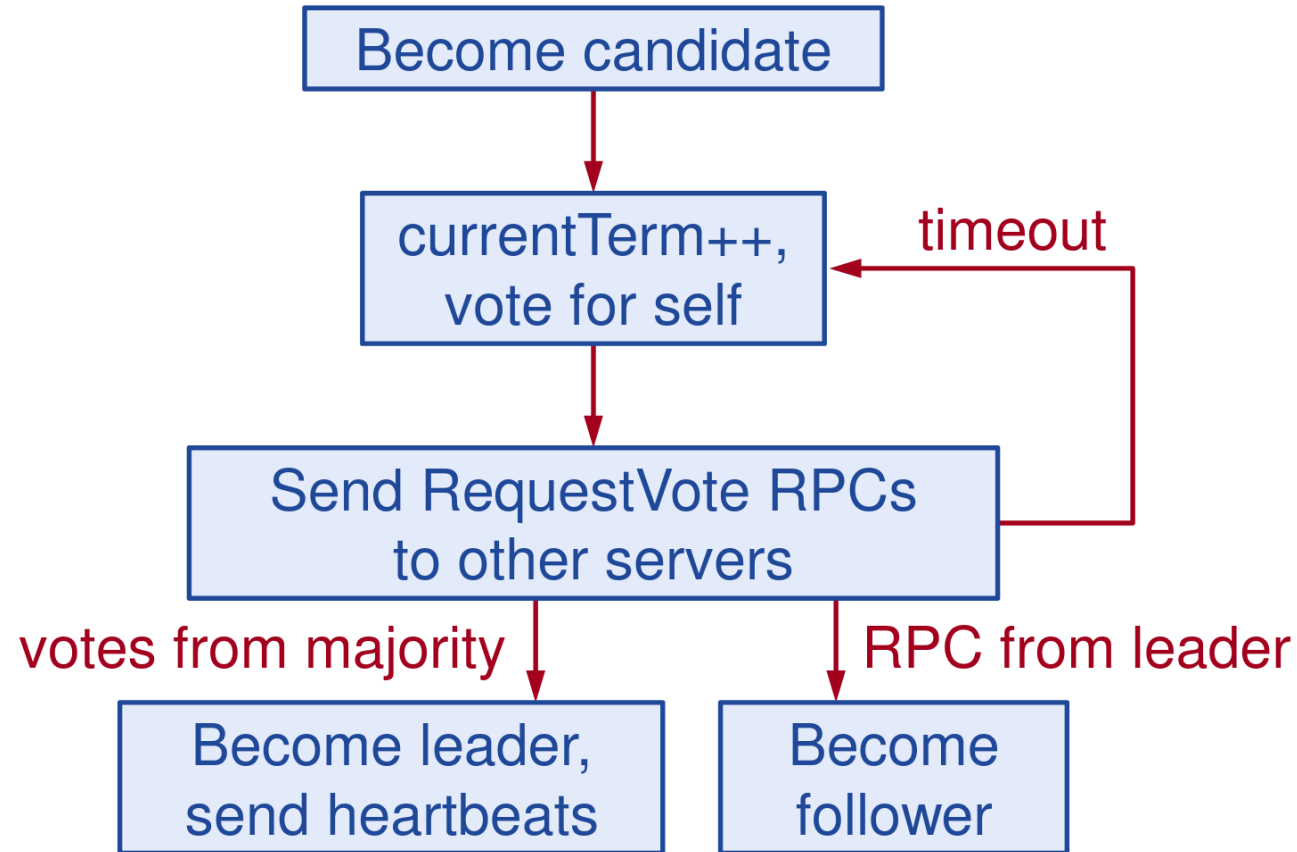 Become candidate
currentTerm++,
vote for self
timeout
Send RequestVote RPCs
to other servers
votes from majority
RPC from leader
Become leader,
send heartbeats
Become
follower